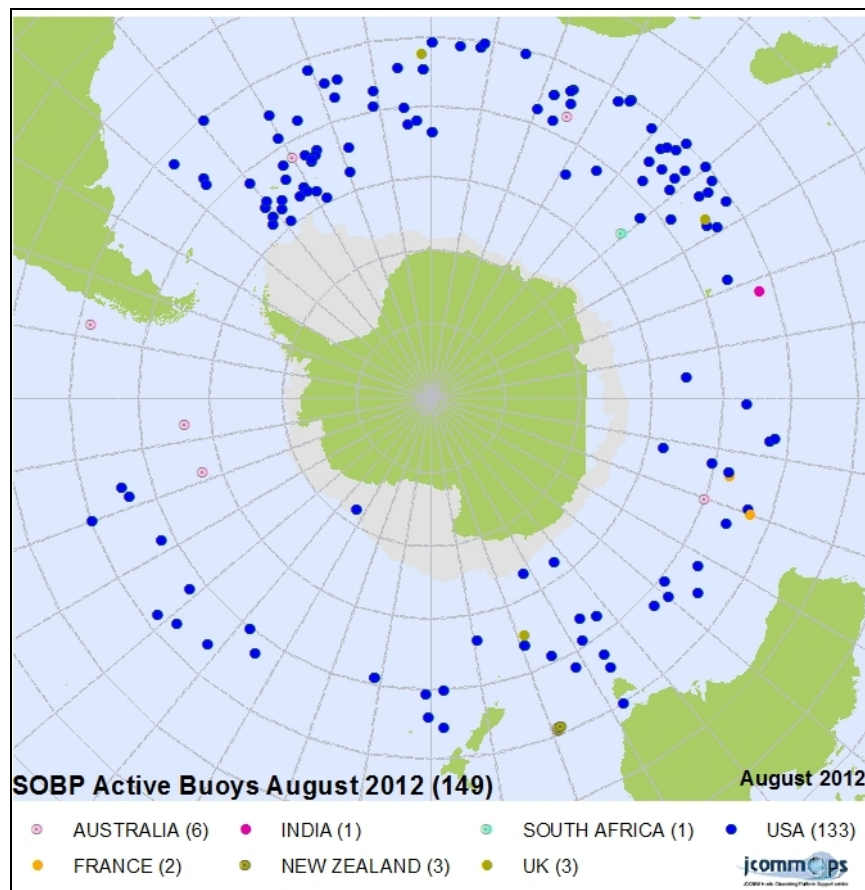 SOBP Active Buoys August 2012 (149)
August 2012
AUSTRALIA (6) INDIA (1) SOUTH AFRICA (1) USA (133)
FRANCE (2) NEW ZEALAND (3) UK (3)
jcommops